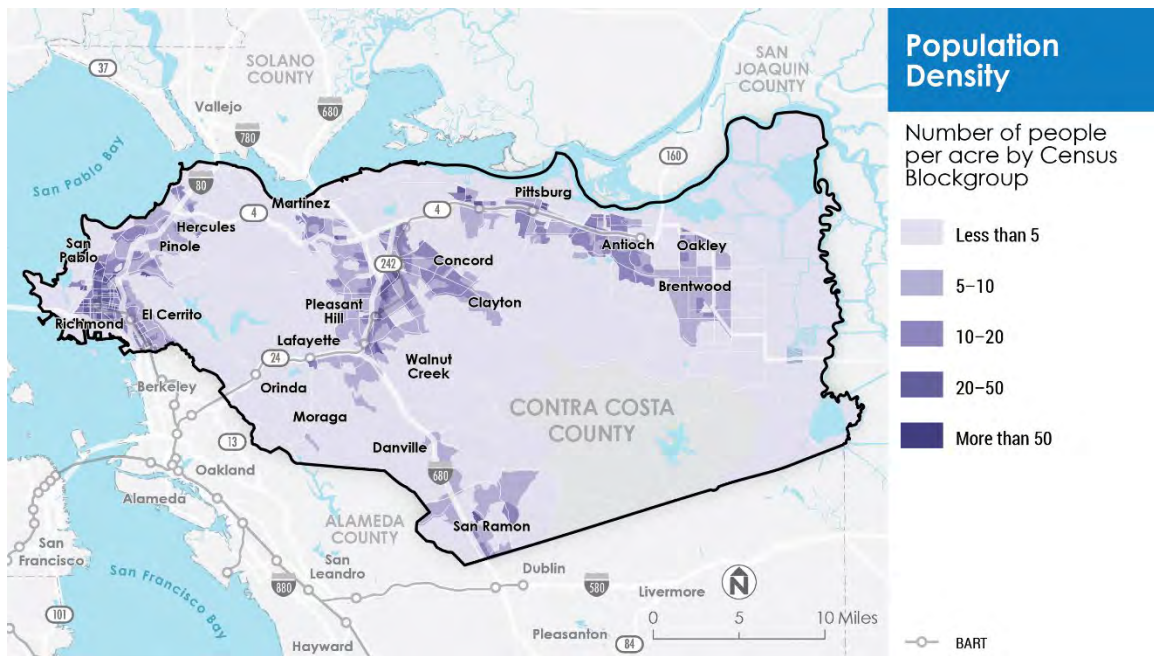 SOLANO
COUNTY
SAN
JOAQUIN
COUNTY
37
Vallejo
680
780
160
San Pablo Bay
80
4
Martinez
Hercules
Pinole
San
Pablo
Richmond
El Cerrito
4
Pittsburg
Antioch
Oakley
242
Concord
Clayton
Brentwood
Pleasant
Hill
Lafayette
24
Walnut
Creek
Orinda
Berkeley
Moraga
CONTRA COSTA
COUNTY
13
Danville
680
Oakland
Alameda
San
Francisco
ALAMEDA
COUNTY
San Ramon
San
Leandro
880
Dublin
580
Livermore
San Francisco Bay
101
Hayward
Pleasanton
84
N
0 5 10 Miles
Population
Density
Number of people
per acre by Census
Blockgroup
Less than 5
5–10
10–20
20–50
More than 50
BART